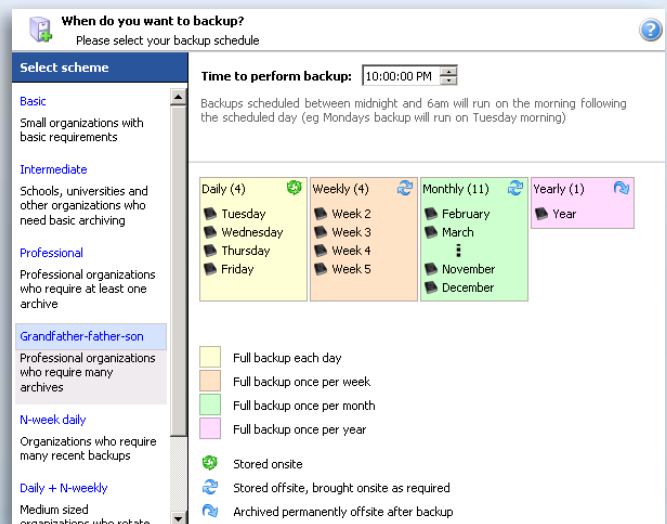 When do you want to backup?
Please select your backup schedule
Select scheme
Basic
Small organizations with
basic requirements
Intermediate
Schools, universities and
other organizations who
need basic archiving
Professional
Professional organizations
who require at least one
archive
Grandfather-father-son
Professional organizations
who require many
archives
N-week daily
Organizations who require
many recent backups
Daily + N-weekly
Medium sized
organizations who rotate
Time to perform backup: 10:00:00 PM
Backups scheduled between midnight and 6am will run on the morning following
the scheduled day (eg Mondays backup will run on Tuesday morning)
Daily (4)
Tuesday
Wednesday
Thursday
Friday
Weekly (4)
Week 2
Week 3
Week 4
Week 5
Monthly (11)
February
March
November
December
Yearly (1)
Year
Full backup each day
Full backup once per week
Full backup once per month
Full backup once per year
Stored onsite
Stored offsite, brought onsite as required
Archived permanently offsite after backup